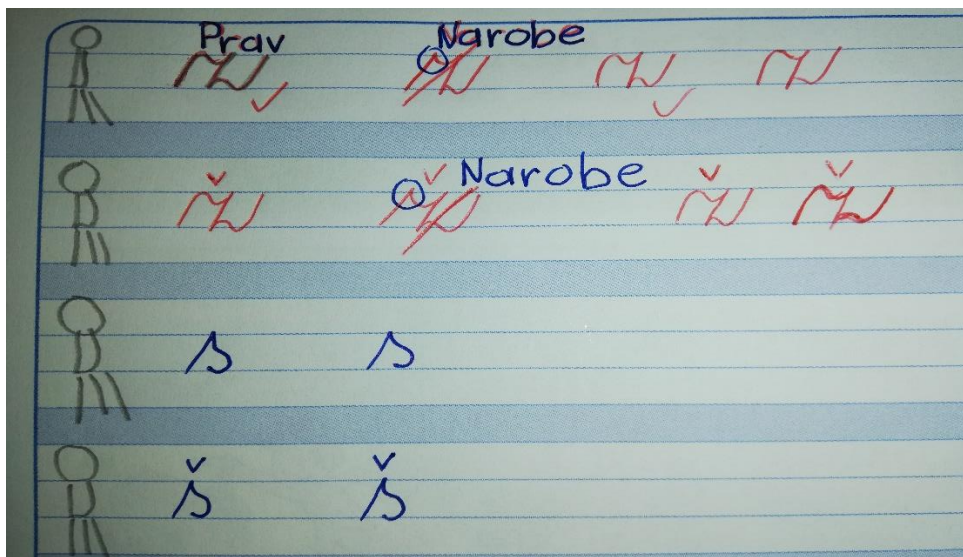 Prav Narobe
z z z z
Narobe
ž ž ž ž
s s
š š